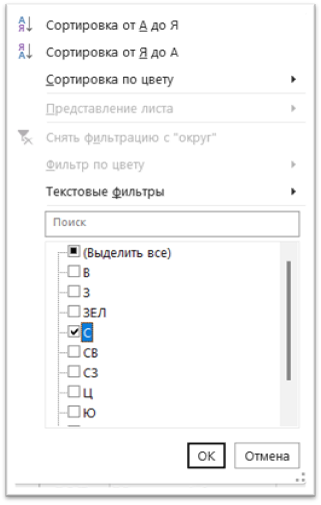 Сортировка от А до Я
Сортировка от Я до А
Сортировка по цвету
Представление листа
Снять фильтрацию с "округ"
Фильтр по цвету
Текстовые фильтры
Поиск
(Выделить все)
В
З
ЗЕЛ
С
СВ
СЗ
Ц
Ю
ОК
Отмена